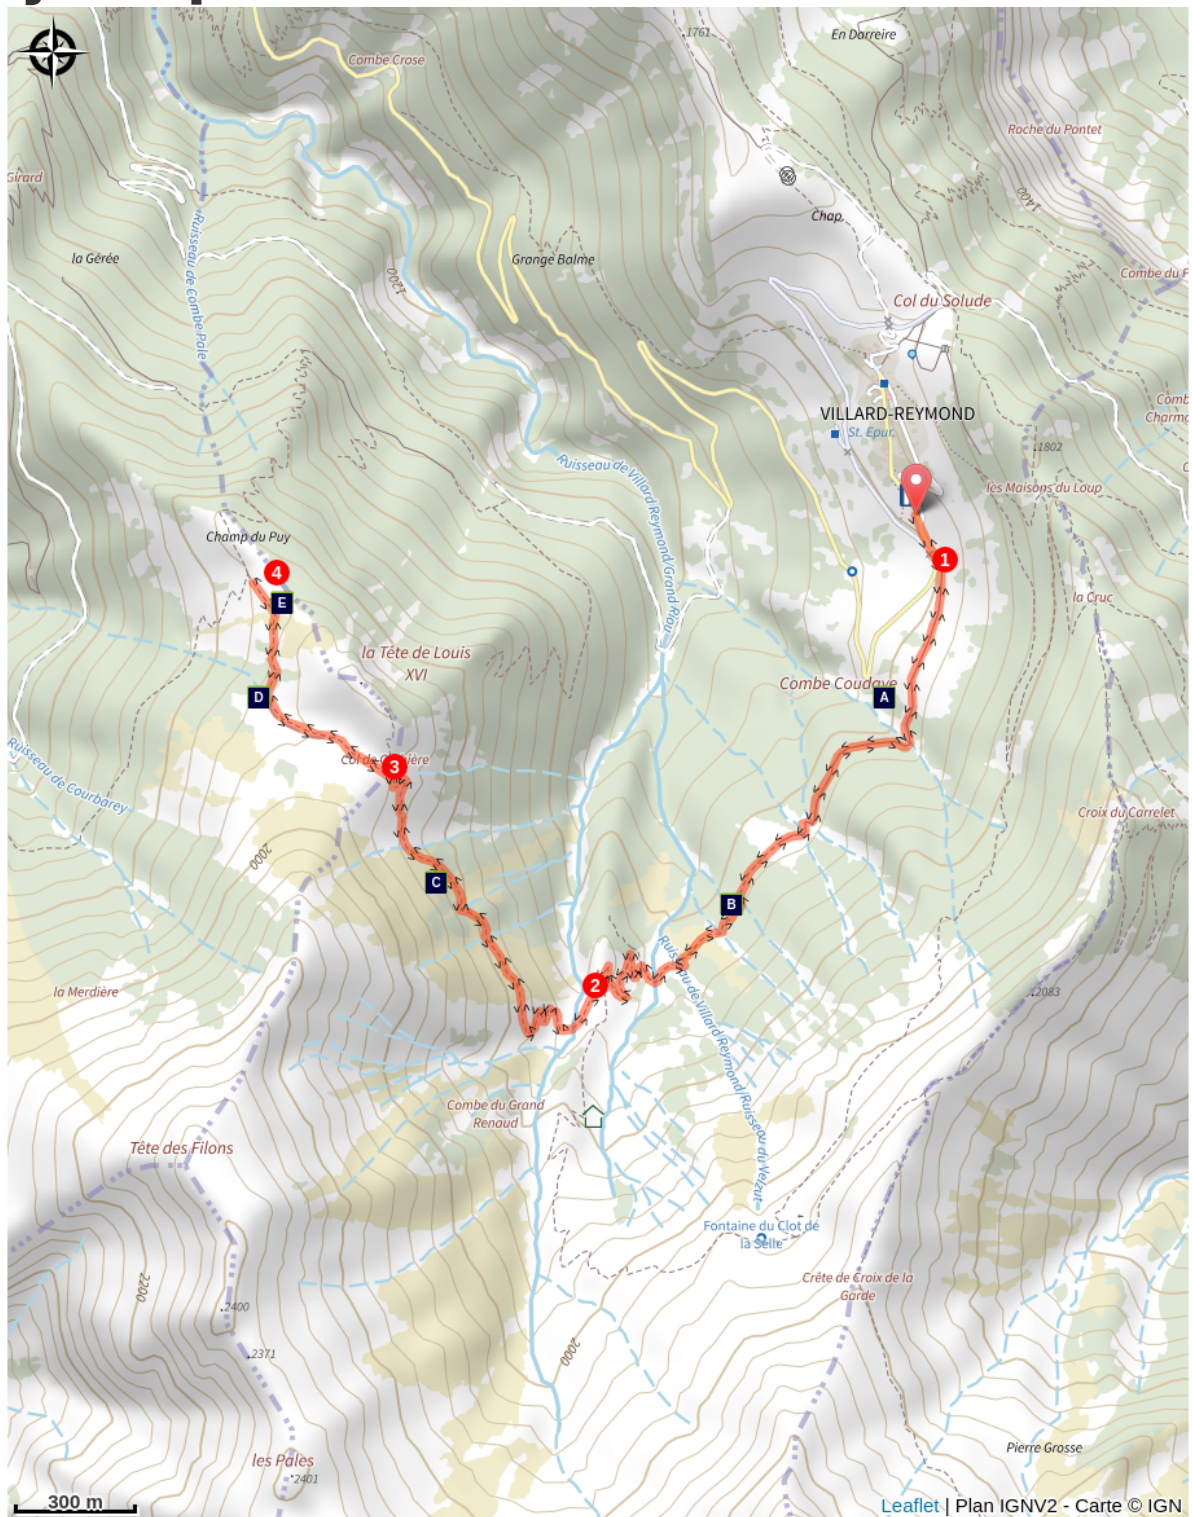 1761
En Darreire
Combe Crose
Roche du Pontet
Girard
1400
Chap.
Ruisseau de Combe Pale
la Gérée
Grange Balme
Combe du F
1200
Col du Solude
VILLARD-REYMOND
St. Epur.
Comb
Charmo
1802
Ruisseau de Villard Reymond/Grand Riou
les Maisons du Loup
Champ du Puy
4
1
E
la Cruc
la Tête de Louis
XVI
Combe Coudaye
D
A
Ruisseau de Courbarey
3
Croix du Carrelet
2000
C
B
Ruisseau de Villard Reymond/Ruisseau du Velzut
2
la Merdière
2083
Combe du Grand
Renaud
Tête des Filons
Fontaine du Clot de
la Selle
2200
Crête de Croix de la
Garde
2400
2371
2000
les Pales
2401
Pierre Grosse
300 m
Leaflet | Plan IGNV2 - Carte © IGN